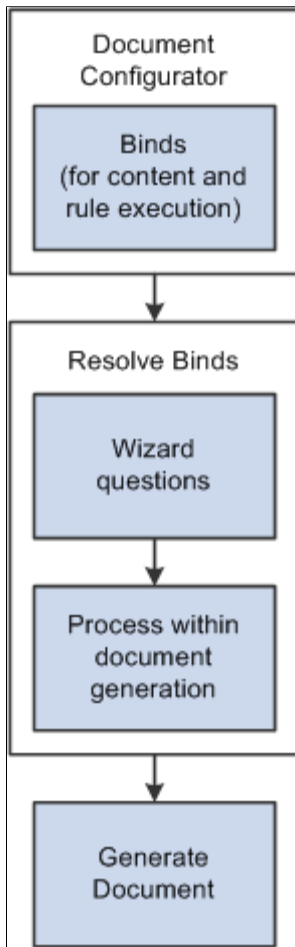 Document
Configurator
Binds
(for content and
rule execution)
Resolve Binds
Wizard
questions
Process within
document
generation
Generate
Document